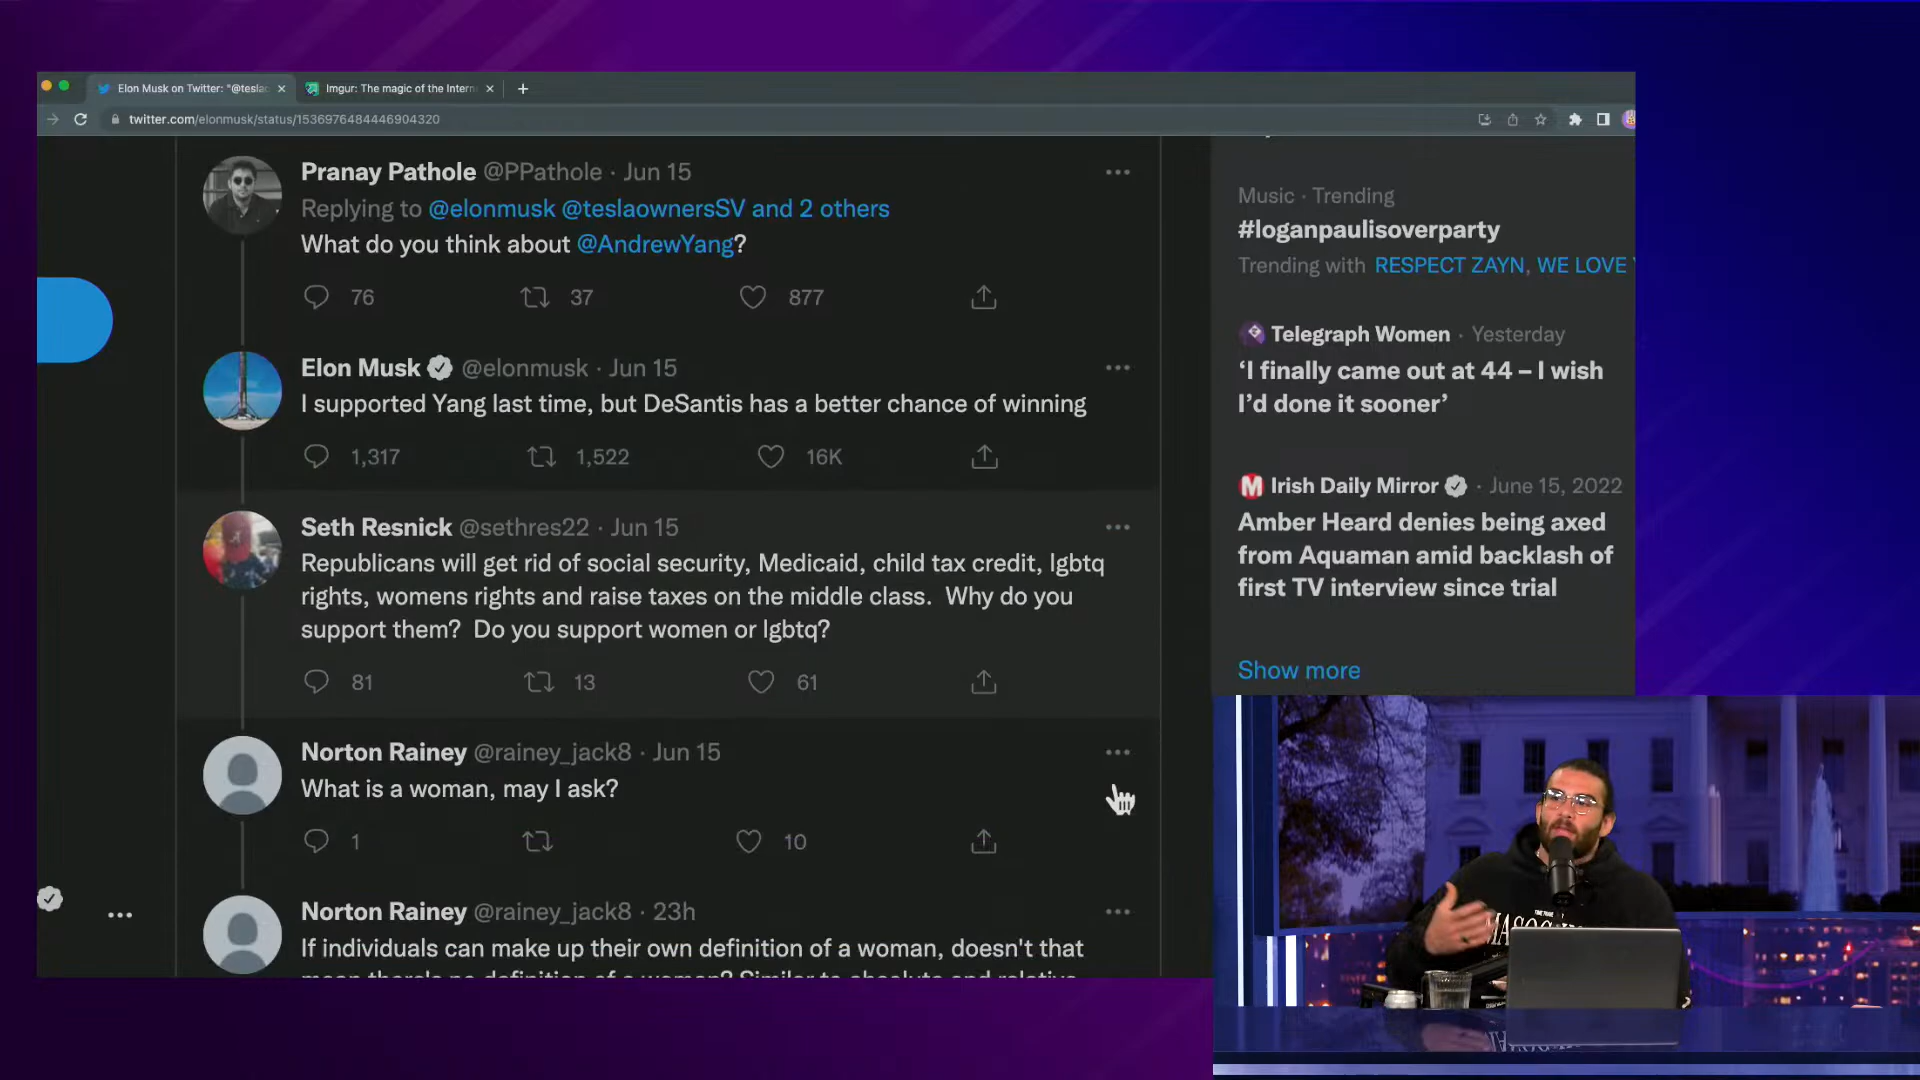 Elon Musk on Twitter: "@tesla
Imgur: The magic of the Intern
twitter.com/elonmusk/status/1536976484446904320
Pranay Pathole @PPathole · Jun 15
Replying to @elonmusk @teslaownersSV and 2 others
What do you think about @AndrewYang?
76 37 877
Elon Musk @elonmusk · Jun 15
I supported Yang last time, but DeSantis has a better chance of winning
1,317 1,522 16K
Seth Resnick @sethres22 · Jun 15
Republicans will get rid of social security, Medicaid, child tax credit, lgbtq
rights, womens rights and raise taxes on the middle class. Why do you
support them? Do you support women or lgbtq?
81 13 61
Norton Rainey @rainey_jack8 · Jun 15
What is a woman, may I ask?
1 10
Norton Rainey @rainey_jack8 · 23h
If individuals can make up their own definition of a woman, doesn't that
Music · Trending
#loganpaulisoverparty
Trending with RESPECT ZAYN, WE LOVE
Telegraph Women · Yesterday
‘I finally came out at 44 – I wish
I’d done it sooner’
M Irish Daily Mirror · June 15, 2022
Amber Heard denies being axed
from Aquaman amid backlash of
first TV interview since trial
Show more